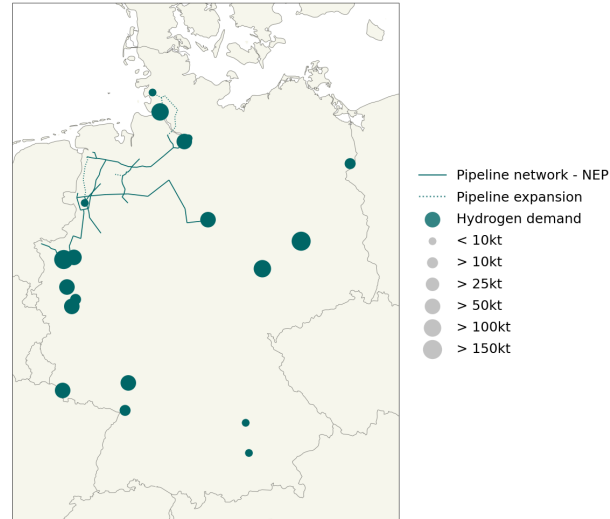 Pipeline network - NEP
Pipeline expansion
Hydrogen demand
< 10kt
> 10kt
> 25kt
> 50kt
> 100kt
> 150kt